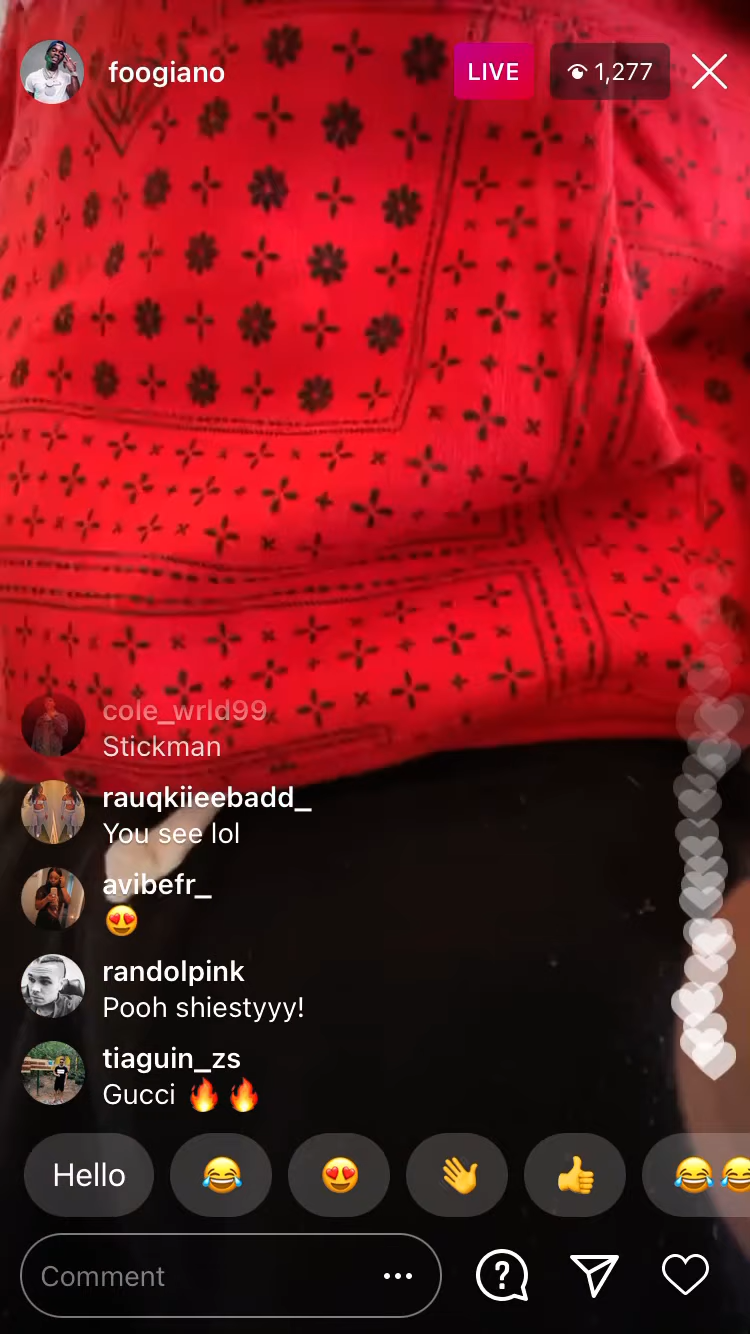 foogiano
LIVE
1,277
cole_wrld99
Stickman
rauqkiieebadd_
You see lol
avibefr_
😍
randolpink
Pooh shiestyyy!
tiaguin_zs
Gucci 🔥 🔥
Hello 😂 😍 👋 👍 😂😂
Comment